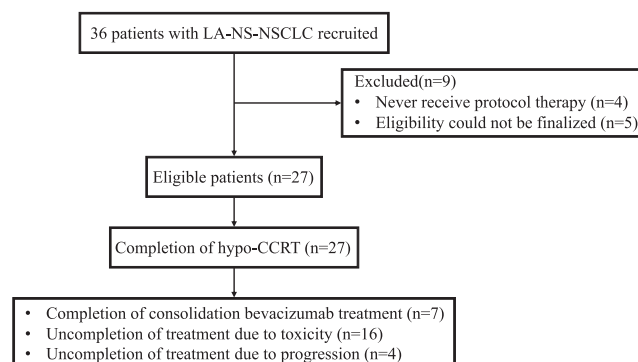 36 patients with LA-NS-NSCLC recruited
Excluded(n=9)
• Never receive protocol therapy (n=4)
• Eligibility could not be finalized (n=5)
Eligible patients (n=27)
Completion of hypo-CCRT (n=27)
• Completion of consolidation bevacizumab treatment (n=7)
• Uncompletion of treatment due to toxicity (n=16)
• Uncompletion of treatment due to progression (n=4)